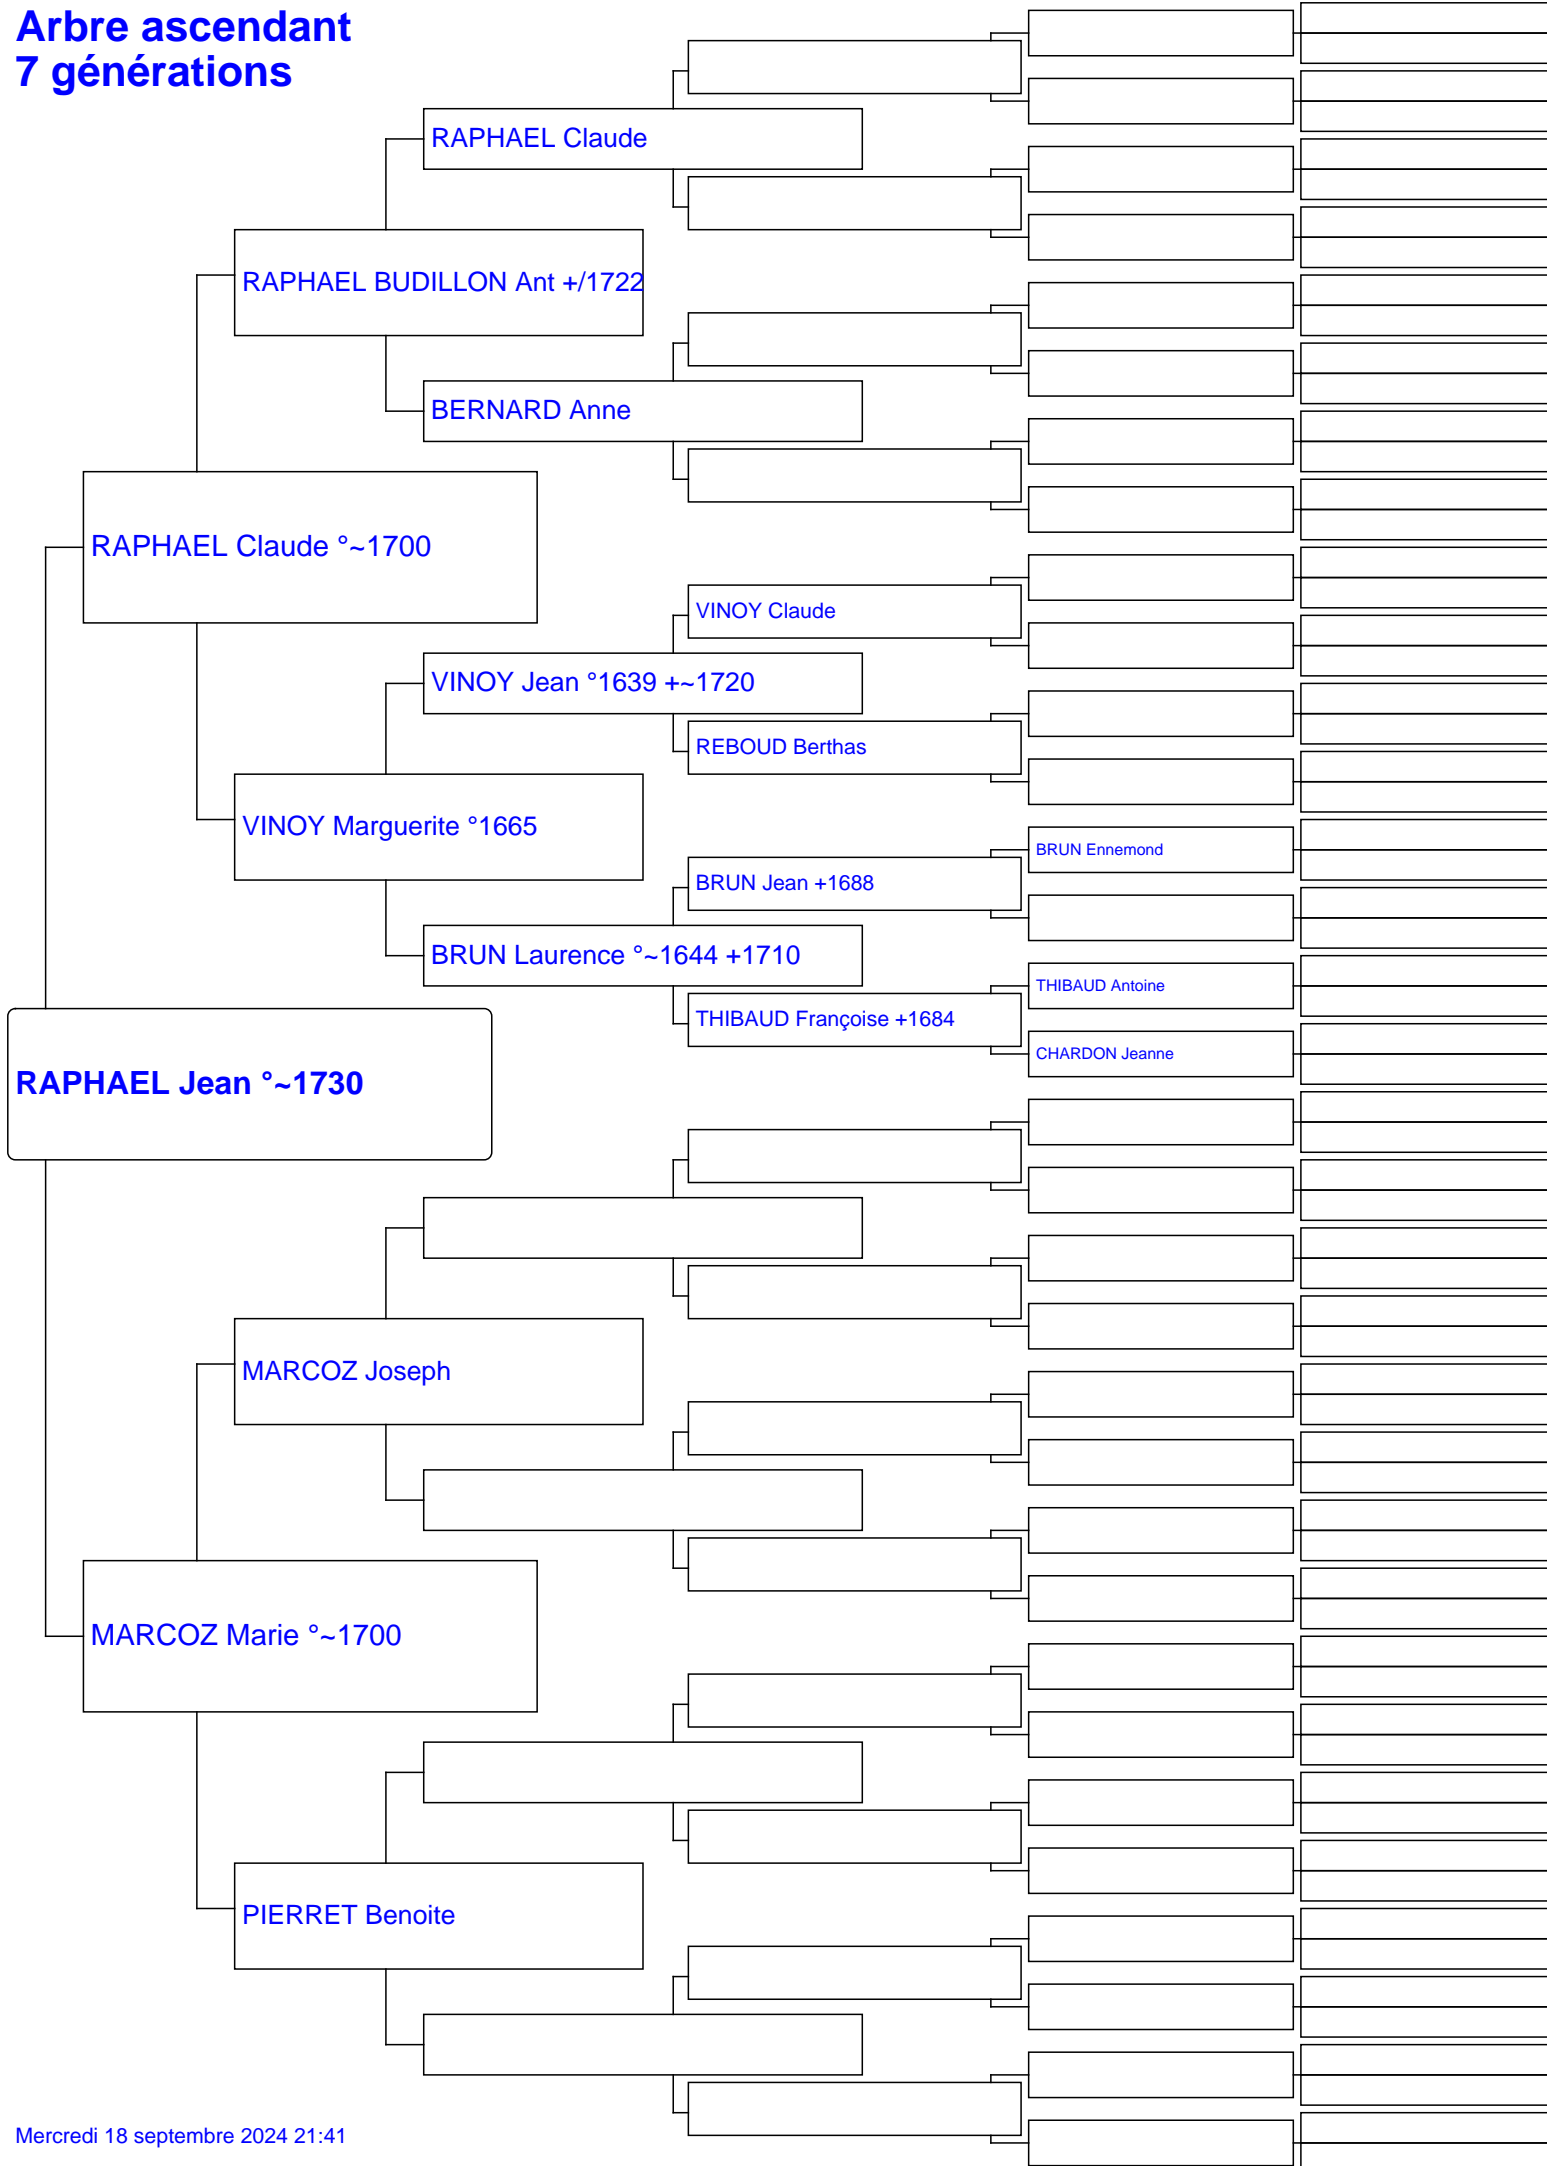 Arbre ascendant
7 générations
RAPHAEL Claude
RAPHAEL BUDILLON Ant +/1722
BERNARD Anne
RAPHAEL Claude °~1700
VINOY Claude
VINOY Jean °1639 +~1720
REBOUD Berthas
VINOY Marguerite °1665
BRUN Ennemond
BRUN Jean +1688
BRUN Laurence °~1644 +1710
THIBAUD Antoine
THIBAUD Françoise +1684
CHARDON Jeanne
RAPHAEL Jean °~1730
MARCOZ Joseph
MARCOZ Marie °~1700
PIERRET Benoite
Mercredi 18 septembre 2024 21:41